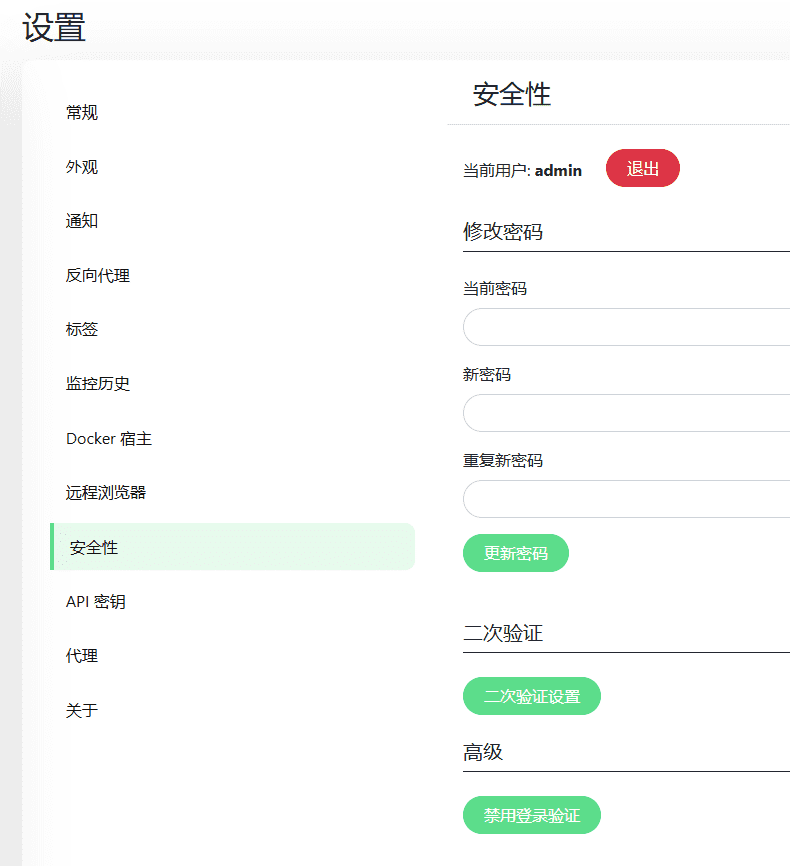 设置
常规
外观
通知
反向代理
标签
监控历史
Docker 宿主
远程浏览器
安全性
API 密钥
代理
关于
安全性
当前用户: admin
退出
修改密码
当前密码
新密码
重复新密码
更新密码
二次验证
二次验证设置
高级
禁用登录验证